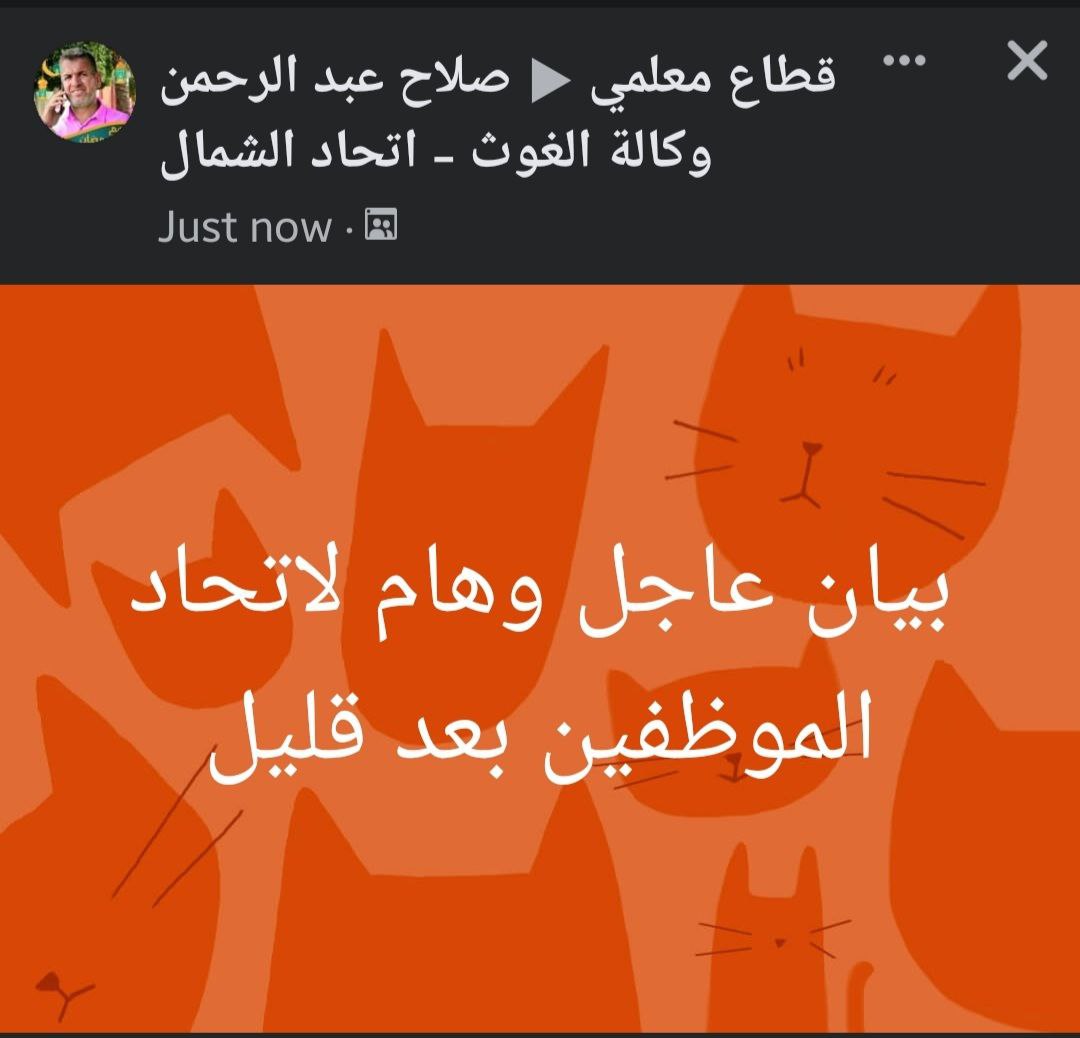 صلاح عبد الرحمن ▶ قطاع معلمي
وكالة الغوث - اتحاد الشمال
Just now ·
بيان عاجل وهام لاتحاد
الموظفين بعد قليل